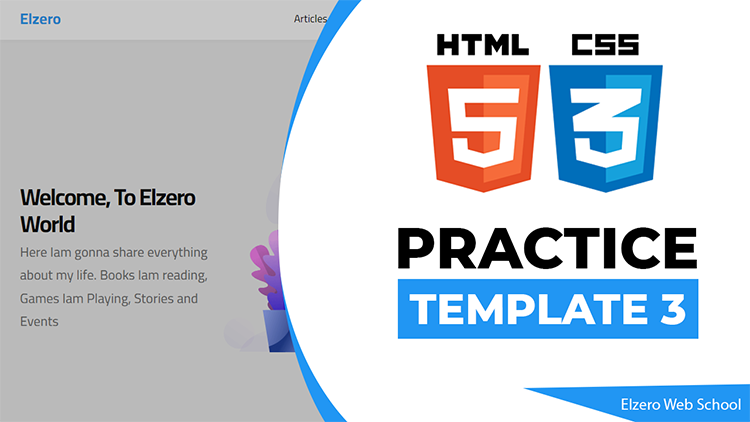 Elzero
Articles
Welcome, To Elzero
World
Here Iam gonna share everything
about my life. Books Iam reading,
Games Iam Playing, Stories and
Events
HTML CSS
5 3
PRACTICE
TEMPLATE 3
Elzero Web School